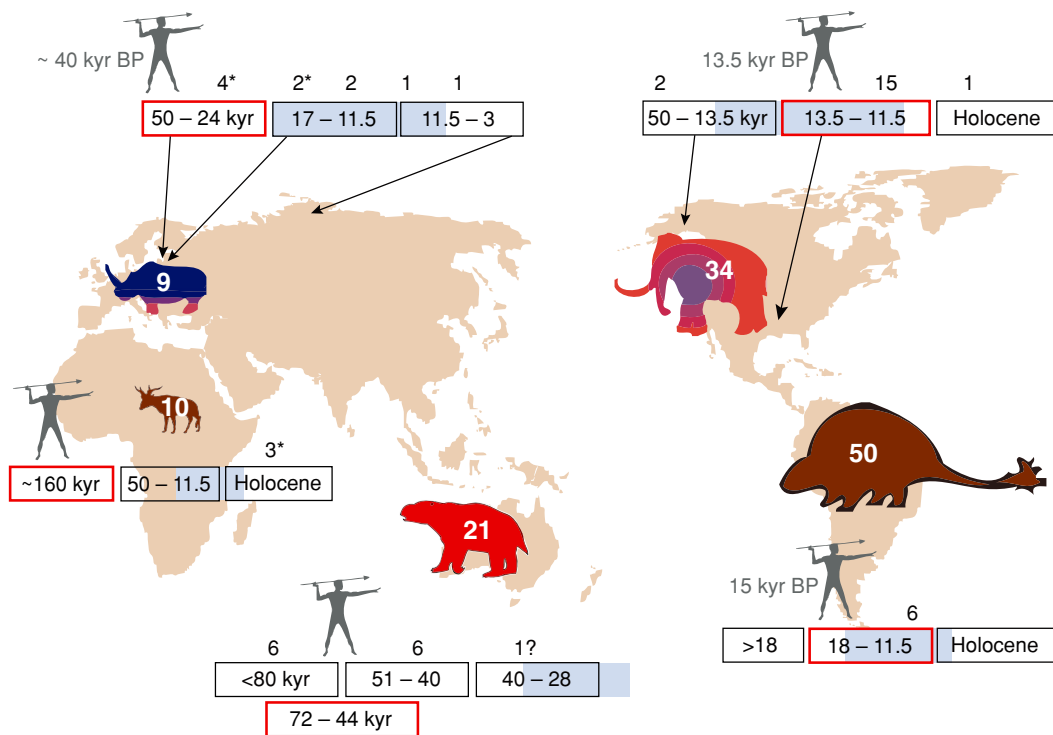 ~ 40 kyr BP
4* 2* 2 1 1
50 – 24 kyr 17 – 11.5 11.5 – 3
13.5 kyr BP
2 15 1
50 – 13.5 kyr 13.5 – 11.5 Holocene
9
34
10
3*
~160 kyr 50 – 11.5 Holocene
50
21
15 kyr BP
6
>18 18 – 11.5 Holocene
6 6 1?
<80 kyr 51 – 40 40 – 28
72 – 44 kyr